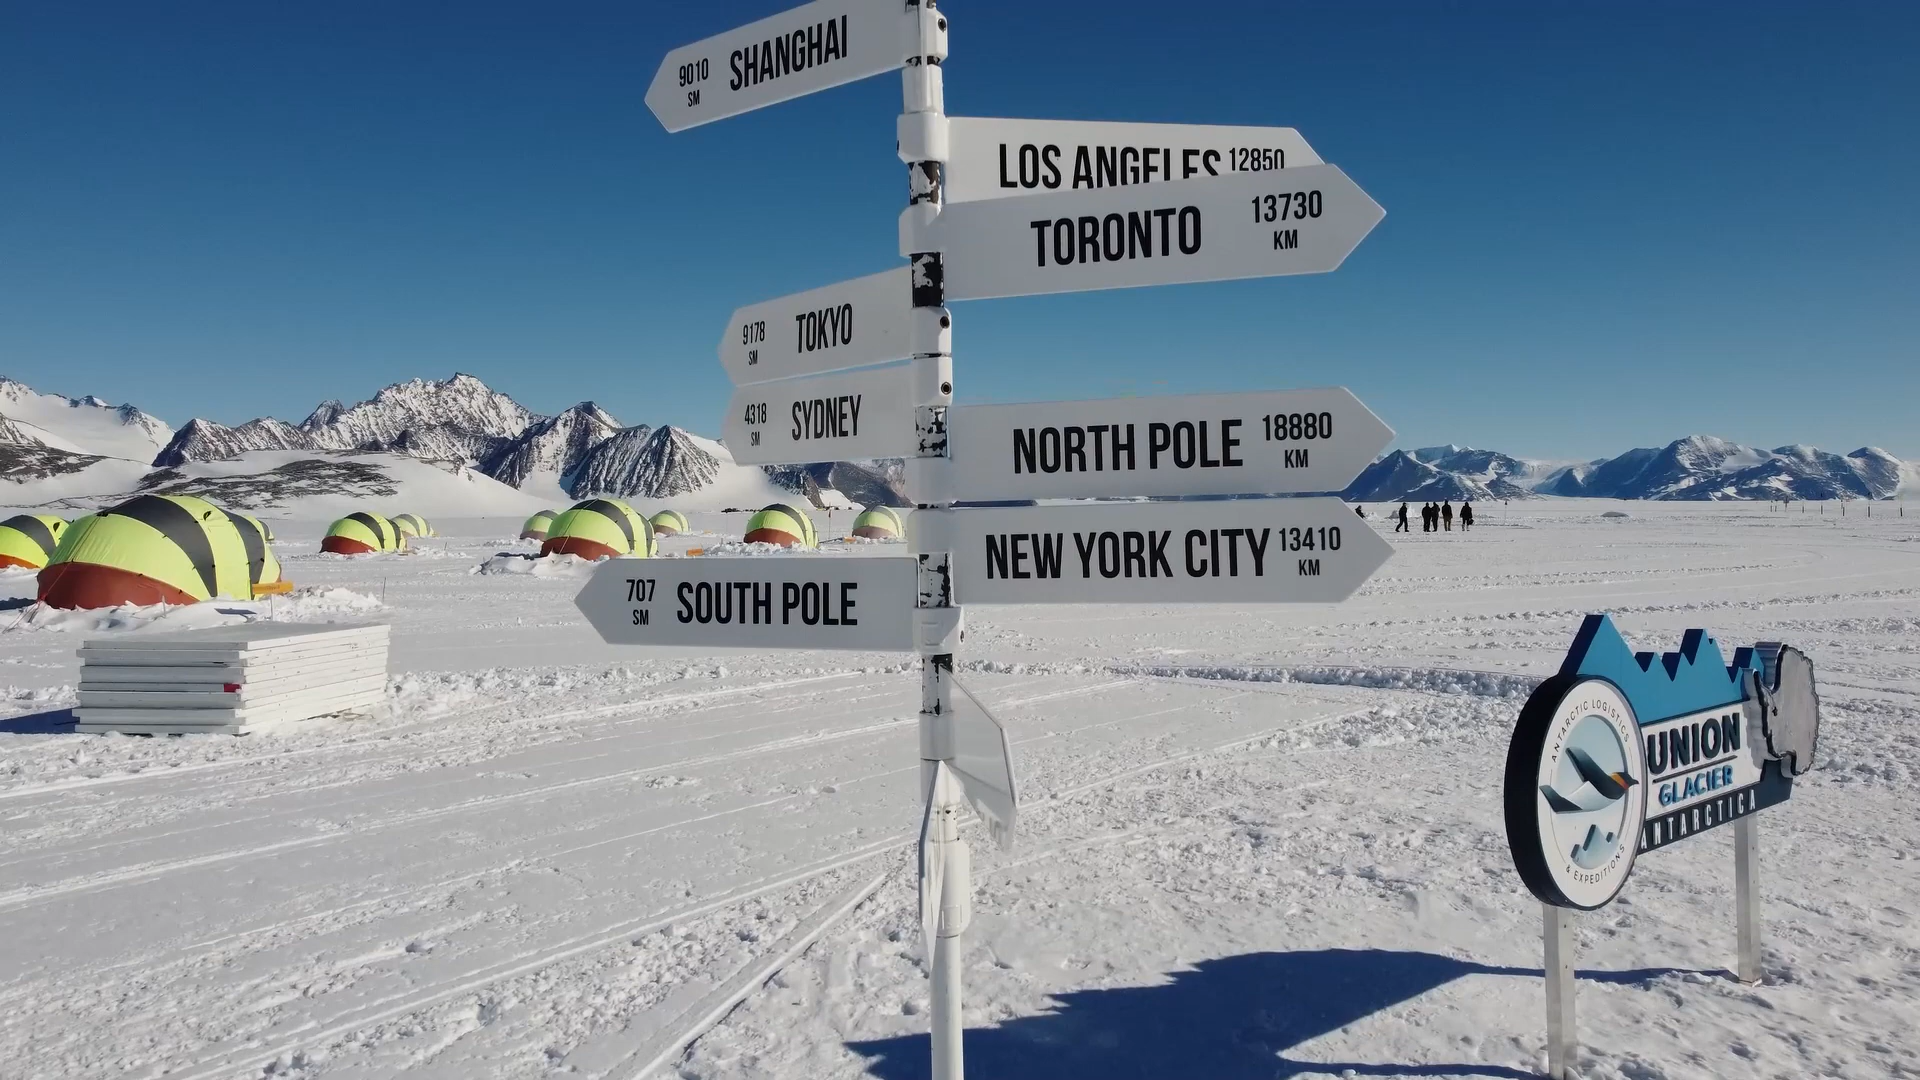 9010 SHANGHAI
SM
LOS ANGELES 12850
TORONTO 13730
KM
9178 TOKYO
SM
4318 SYDNEY
SM
NORTH POLE 18880
KM
NEW YORK CITY 13410
KM
707 SOUTH POLE
SM
ANTARCTIC LOGISTICS
& EXPEDITIONS
UNION
GLACIER
ANTARCTICA